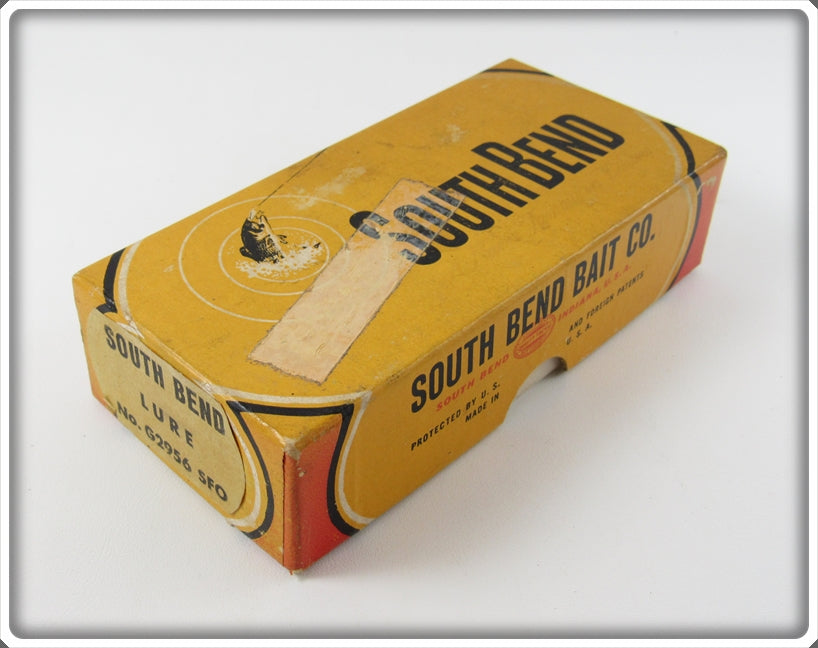 SOUTH BEND
SOUTH BEND
LURE
No. G2956 SFO
SOUTH BEND BAIT CO.
SOUTH BEND INDIANA, U.S.A.
PROTECTED BY U.S. AND FOREIGN PATENTS
MADE IN U.S.A.